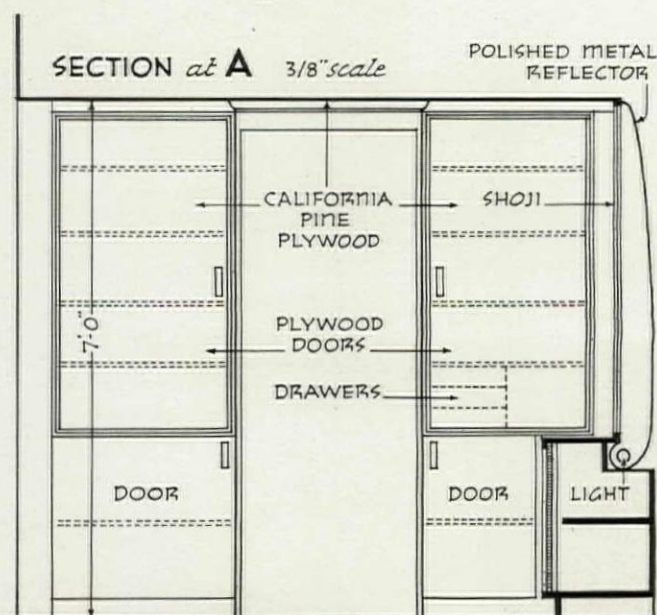 SECTION at A 3/8" scale
POLISHED METAL
REFLECTOR
CALIFORNIA
PINE
PLYWOOD
SHOJI
7'-0"
PLYWOOD
DOORS
DRAWERS
DOOR
DOOR
LIGHT